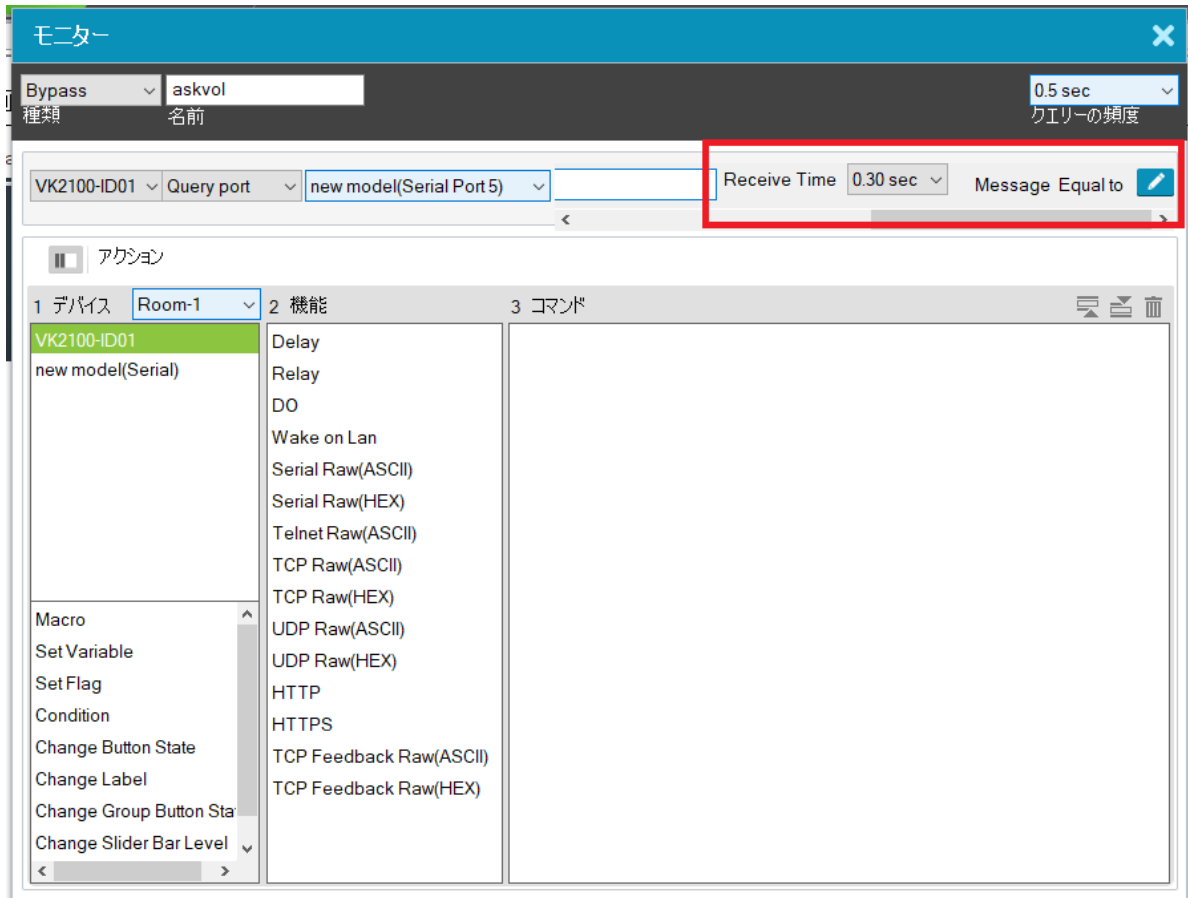 モニター
Bypass askvol 0.5 sec
種類 名前 クエリーの頻度
VK2100-ID01 Query port new model(Serial Port 5) Receive Time 0.30 sec Message Equal to
アクション
1 デバイス Room-1 2 機能 3 コマンド
VK2100-ID01
new model(Serial)
Delay
Relay
DO
Wake on Lan
Serial Raw(ASCII)
Serial Raw(HEX)
Telnet Raw(ASCII)
TCP Raw(ASCII)
TCP Raw(HEX)
UDP Raw(ASCII)
UDP Raw(HEX)
HTTP
HTTPS
TCP Feedback Raw(ASCII)
TCP Feedback Raw(HEX)
Macro
Set Variable
Set Flag
Condition
Change Button State
Change Label
Change Group Button Sta
Change Slider Bar Level